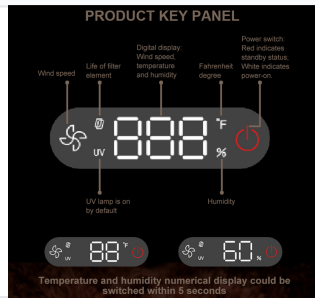 PRODUCT KEY PANEL
Power switch:
Red indicates
standby status;
White indicates
power-on.
Digital display:
Wind speed,
temperature
and humidity
Wind speed
Life of filter
element
Fahrenheit
degree
888
°F
UV
%
UV lamp is on
by default
Humidity
UV
88
°F
UV
60
%
Temperature and humidity numerical display could be
switched within 5 seconds